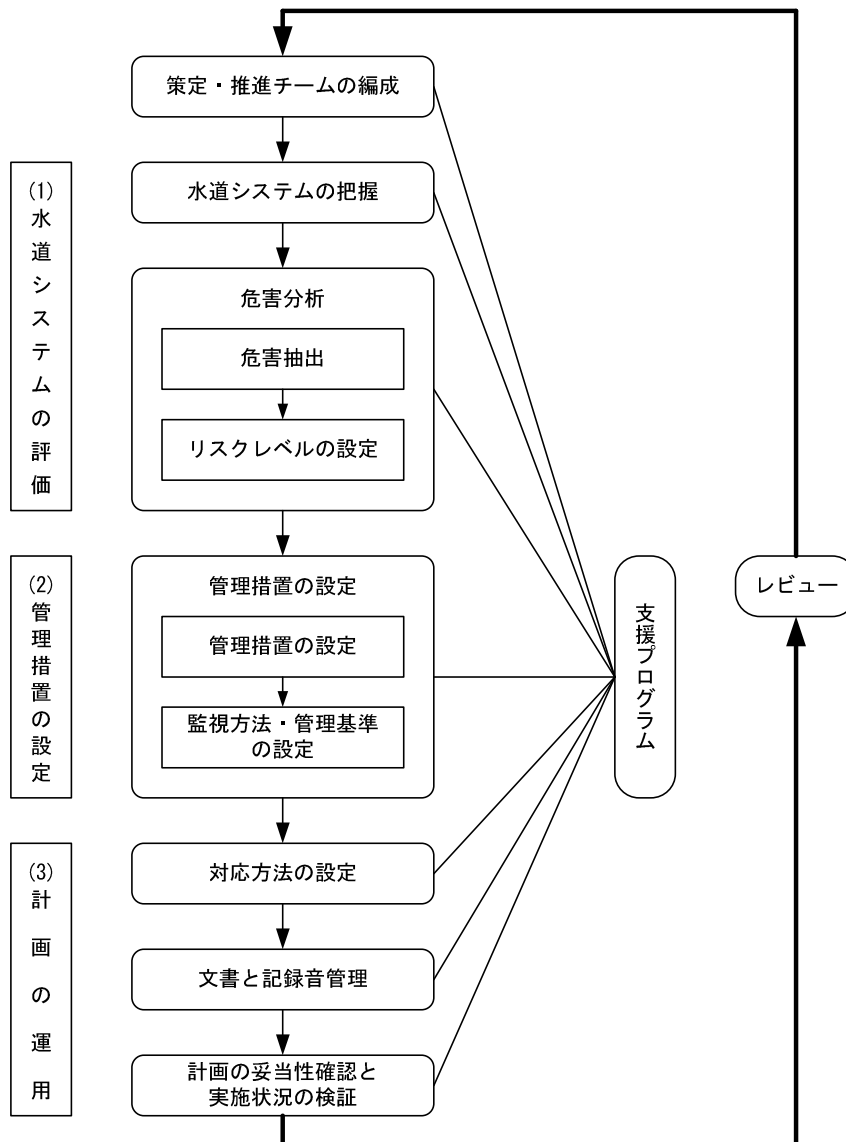 策定・推進チームの編成
(1)水道システムの評価
水道システムの把握
危害分析
危害抽出
リスクレベルの設定
(2)管理措置の設定
管理措置の設定
管理措置の設定
監視方法・管理基準
の設定
支援プログラム
レビュー
(3)計画の運用
対応方法の設定
文書と記録音管理
計画の妥当性確認と
実施状況の検証